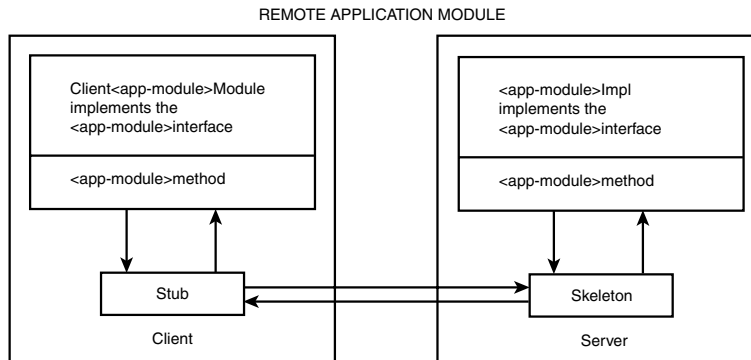 REMOTE APPLICATION MODULE
Client<app-module>Module
implements the
<app-module>interface
<app-module>method
Stub
Client
<app-module>Impl
implements the
<app-module>interface
<app-module>method
Skeleton
Server